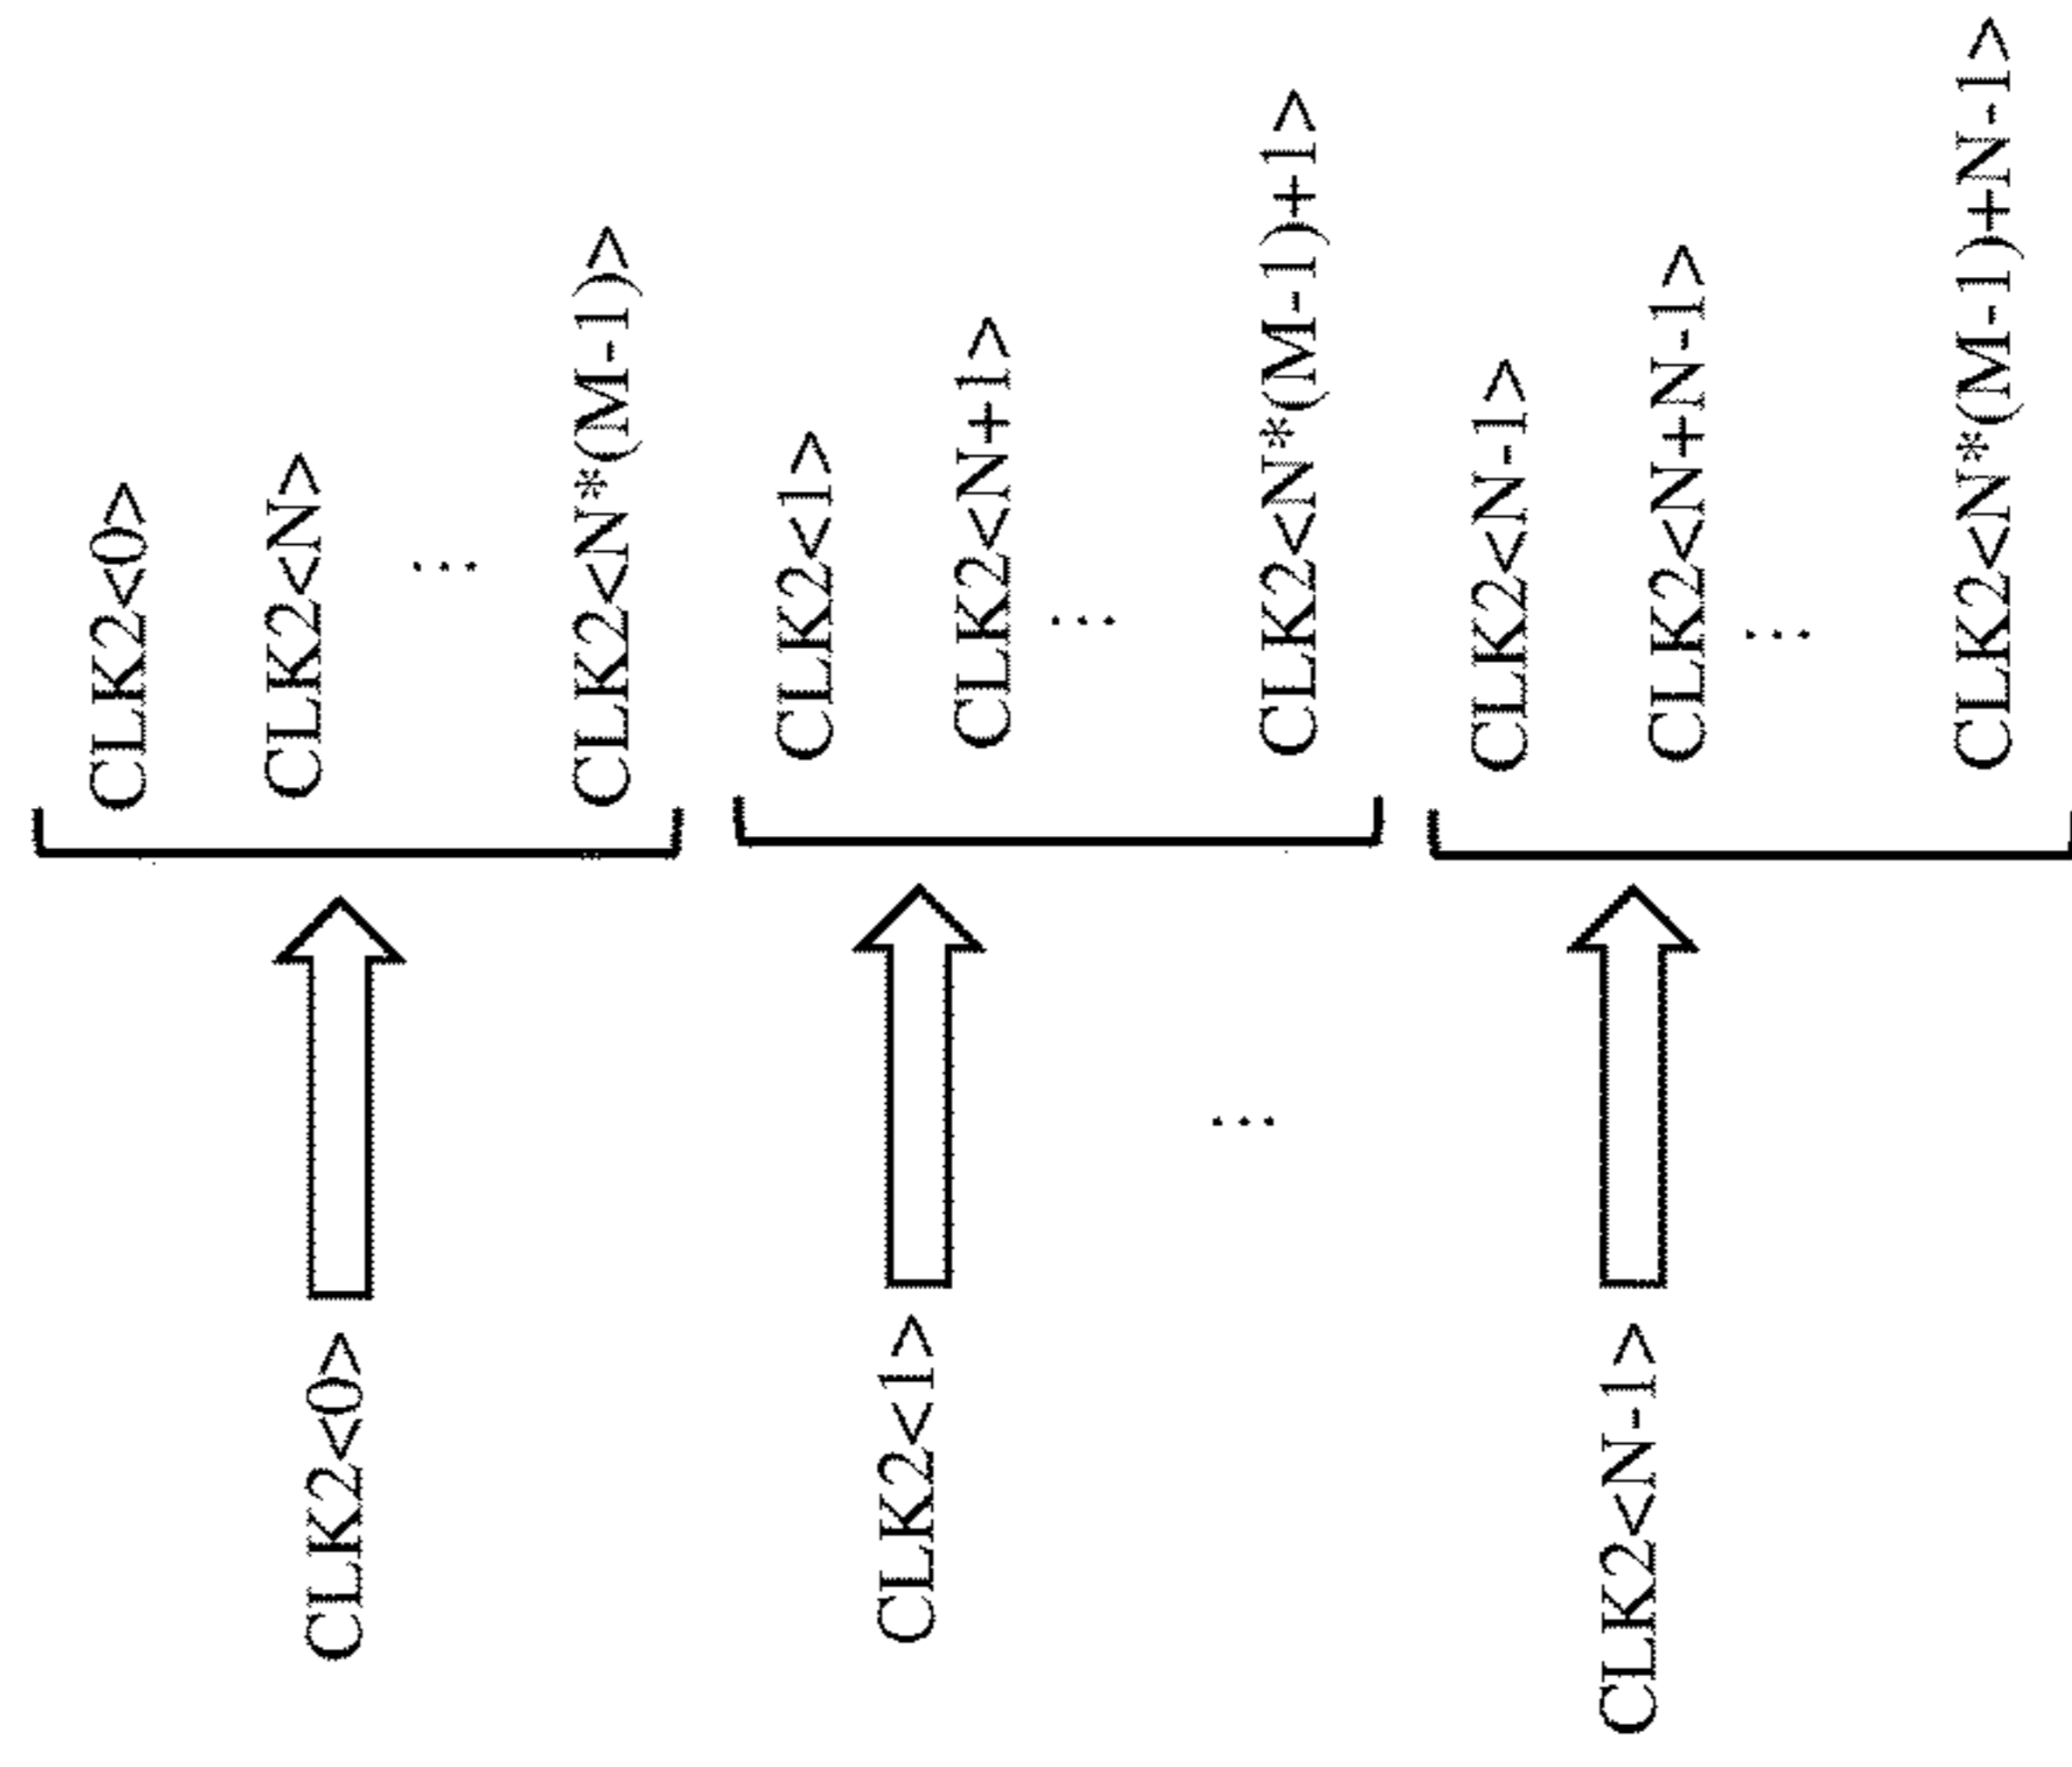 CLK2<0>
CLK2<0>
CLK2<N>
...
CLK2<N*(M-1)>
CLK2<1>
CLK2<1>
CLK2<N+1>
...
CLK2<N*(M-1)+1>
...
CLK2<N-1>
CLK2<N-1>
CLK2<N+N-1>
...
CLK2<N*(M-1)+N-1>